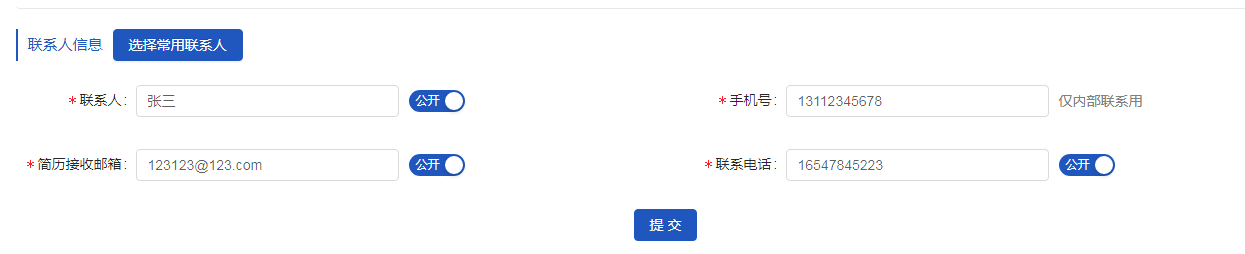 联系人信息 选择常用联系人
*联系人: 张三 公开 *手机号: 13112345678 仅内部联系用
*简历接收邮箱: 123123@123.com 公开 *联系电话: 16547845223 公开
提 交